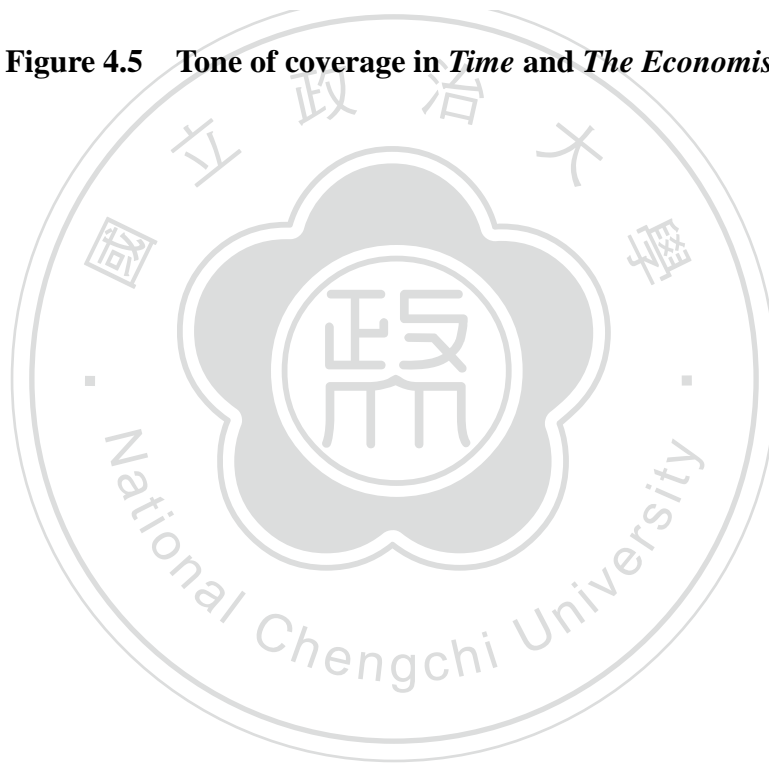 Figure 4.5 Tone of coverage in Time and The Economis
國立政治大學
政
National Chengchi University